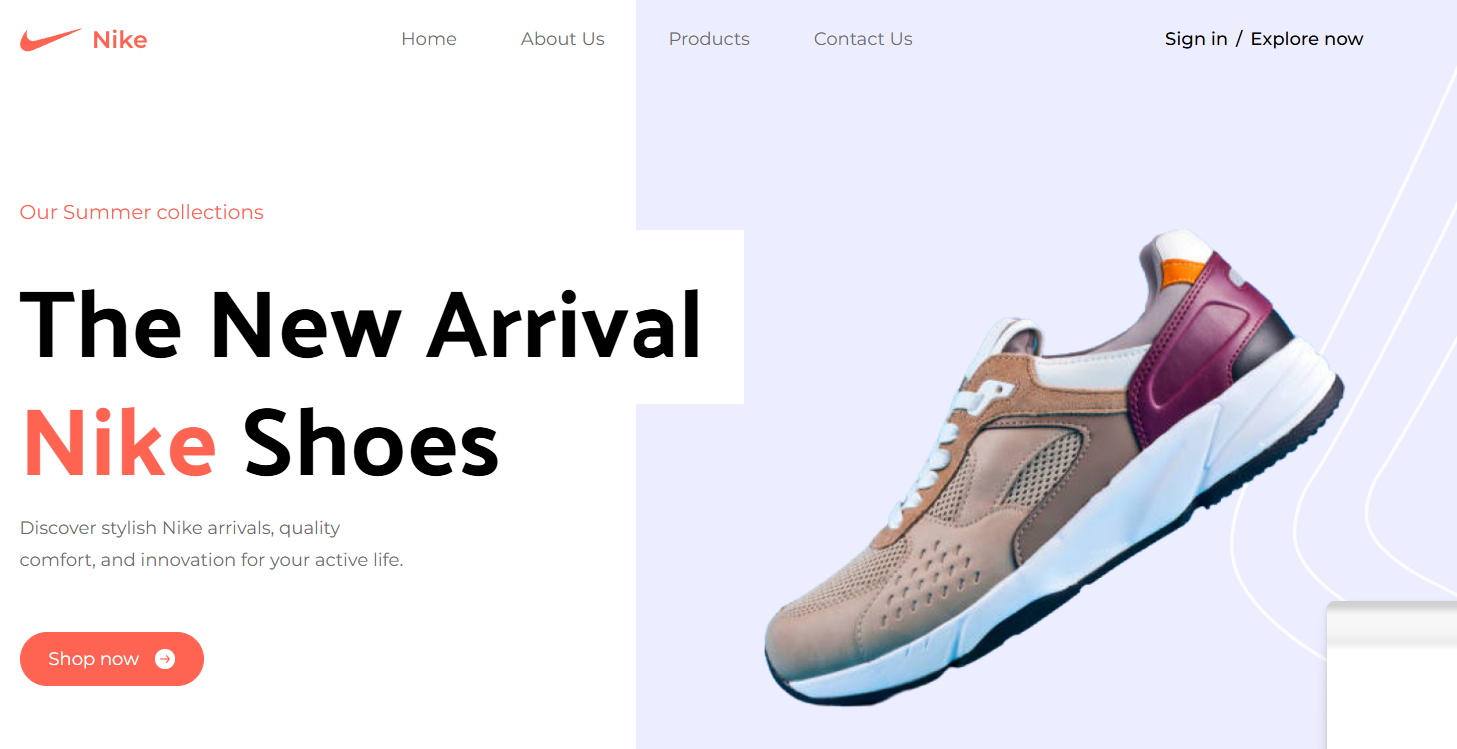 Nike
Home
About Us
Products
Contact Us
Sign in / Explore now
Our Summer collections
The New Arrival
Nike Shoes
Discover stylish Nike arrivals, quality
comfort, and innovation for your active life.
Shop now